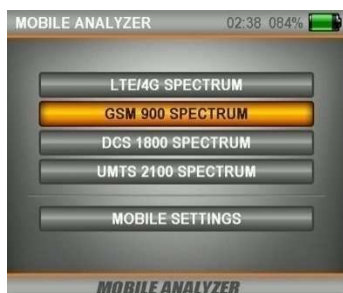 MOBILE ANALYZER 02:38 084%
LTE/4G SPECTRUM
GSM 900 SPECTRUM
DCS 1800 SPECTRUM
UMTS 2100 SPECTRUM
MOBILE SETTINGS
MOBILE ANALYZER